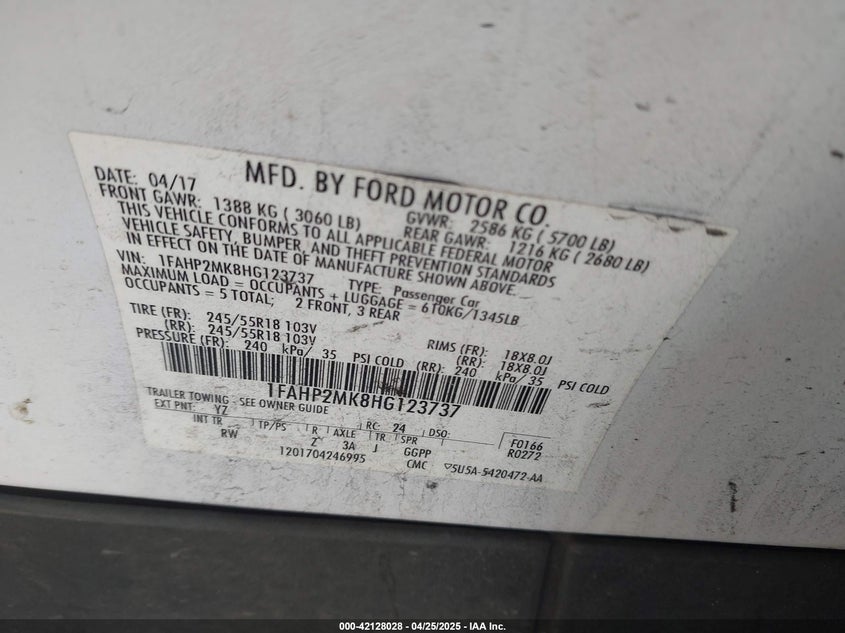 MFD. BY FORD MOTOR CO.
DATE: 04/17
GVWR: 2586 KG ( 5700 LB)
FRONT GAWR: 1388 KG ( 3060 LB)
REAR GAWR: 1216 KG ( 2680 LB)
THIS VEHICLE CONFORMS TO ALL APPLICABLE FEDERAL MOTOR
VEHICLE SAFETY, BUMPER, AND THEFT PREVENTION STANDARDS
IN EFFECT ON THE DATE OF MANUFACTURE SHOWN ABOVE.
VIN: 1FAHP2MK8HG123737
TYPE: Passenger Car
MAXIMUM LOAD = OCCUPANTS + LUGGAGE = 610KG/1345LB
OCCUPANTS = 5 TOTAL; 2 FRONT, 3 REAR
TIRE (FR): 245/55R18 103V RIMS (FR): 18X8.0J
(RR): 245/55R18 103V (RR): 18X8.0J
PRESSURE (FR): 240 kPa/ 35 PSI COLD (RR): 240 kPa/ 35 PSI COLD
1FAHP2MK8HG123737
TRAILER TOWING - SEE OWNER GUIDE
EXT PNT: YZ RC: 24 DSO: F0166
INT TR TP/PS R AXLE TR SPR R0272
RW Z 3A J GGPP
1201704246995 CMC SU5A-5420472-AA
000-42128028 - 04/25/2025 - IAA Inc.